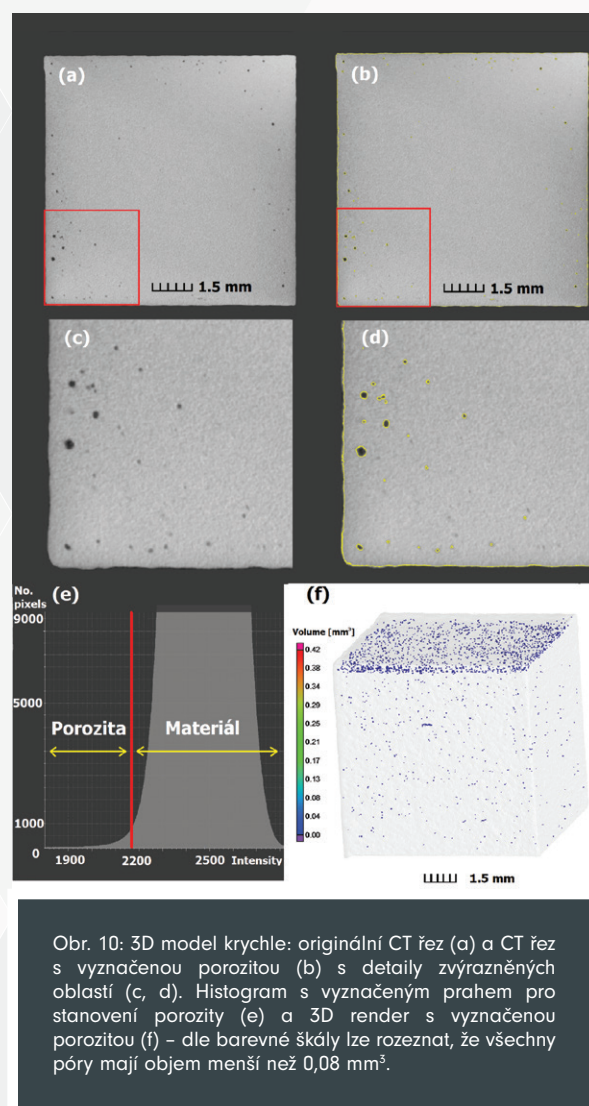 (a)
(b)
1.5 mm
1.5 mm
(c)
(d)
No.
pixels
(e)
9000
5000
Porozita
Materiál
1000
0
1900
2200
2500
Intensity
(f)
Volume [mm³]
0.42
0.38
0.34
0.29
0.25
0.21
0.17
0.13
0.08
0.04
0.00
1.5 mm
Obr. 10: 3D model krychle: originální CT řez (a) a CT řez
s vyznačenou porozitou (b) s detaily zvýrazněných
oblastí (c, d). Histogram s vyznačeným prahem pro
stanovení porozity (e) a 3D render s vyznačenou
porozitou (f) – dle barevné škály lze rozeznat, že všechny
póry mají objem menší než 0,08 mm³.